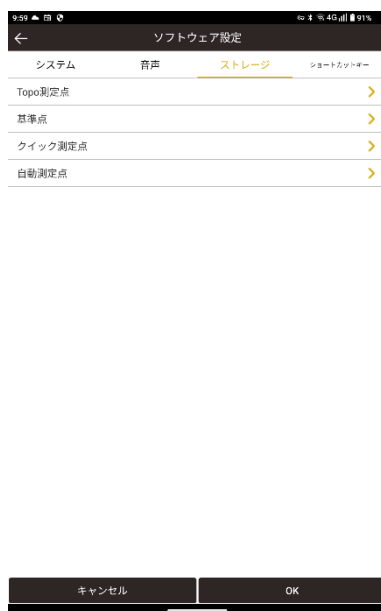 9:59 4G 91%
ソフトウェア設定
システム 音声 ストレージ ショートカットキー
Topo測定点
基準点
クイック測定点
自動測定点
キャンセル OK